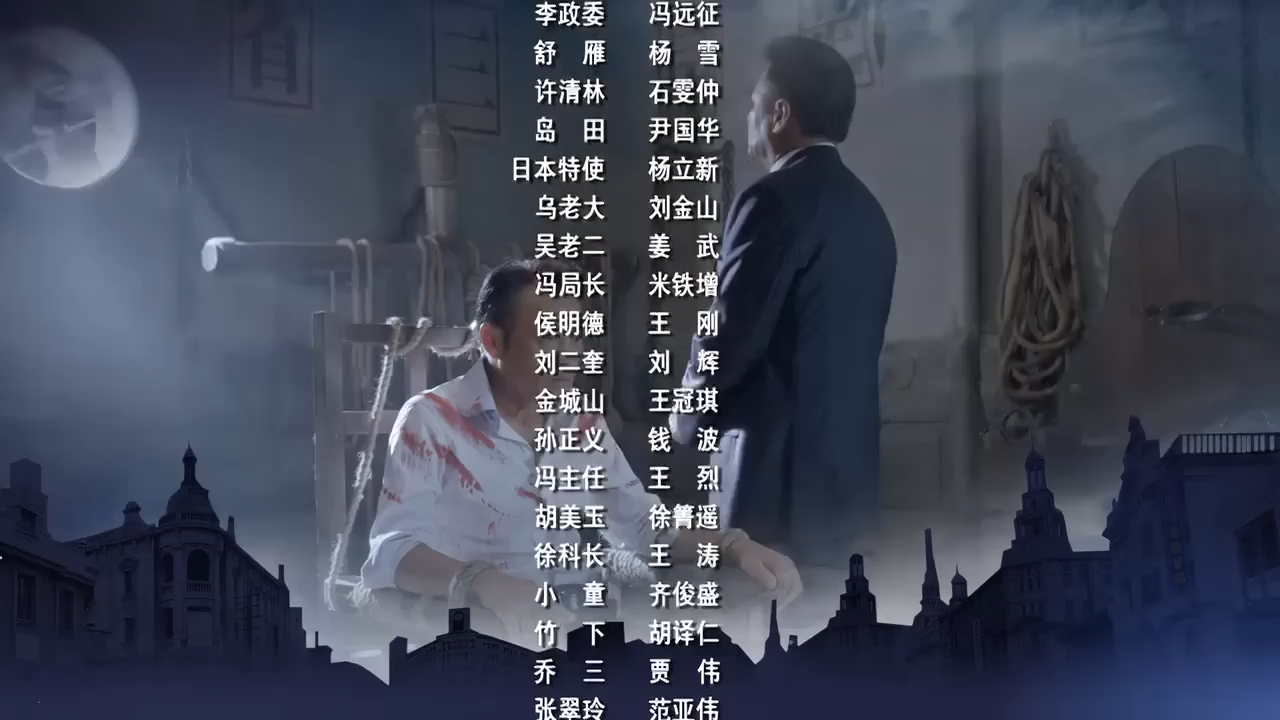 李政委 冯远征
舒 雁 杨 雪
许清林 石雯仲
岛 田 尹国华
日本特使 杨立新
乌老大 刘金山
吴老二 姜 武
冯局长 米铁增
侯明德 王 刚
刘二奎 刘 辉
金城山 王冠琪
孙正义 钱 波
冯主任 王 烈
胡美玉 徐箐遥
徐科长 王 涛
小 童 齐俊盛
竹 下 胡译仁
乔 三 贾 伟
张翠玲 范亚伟